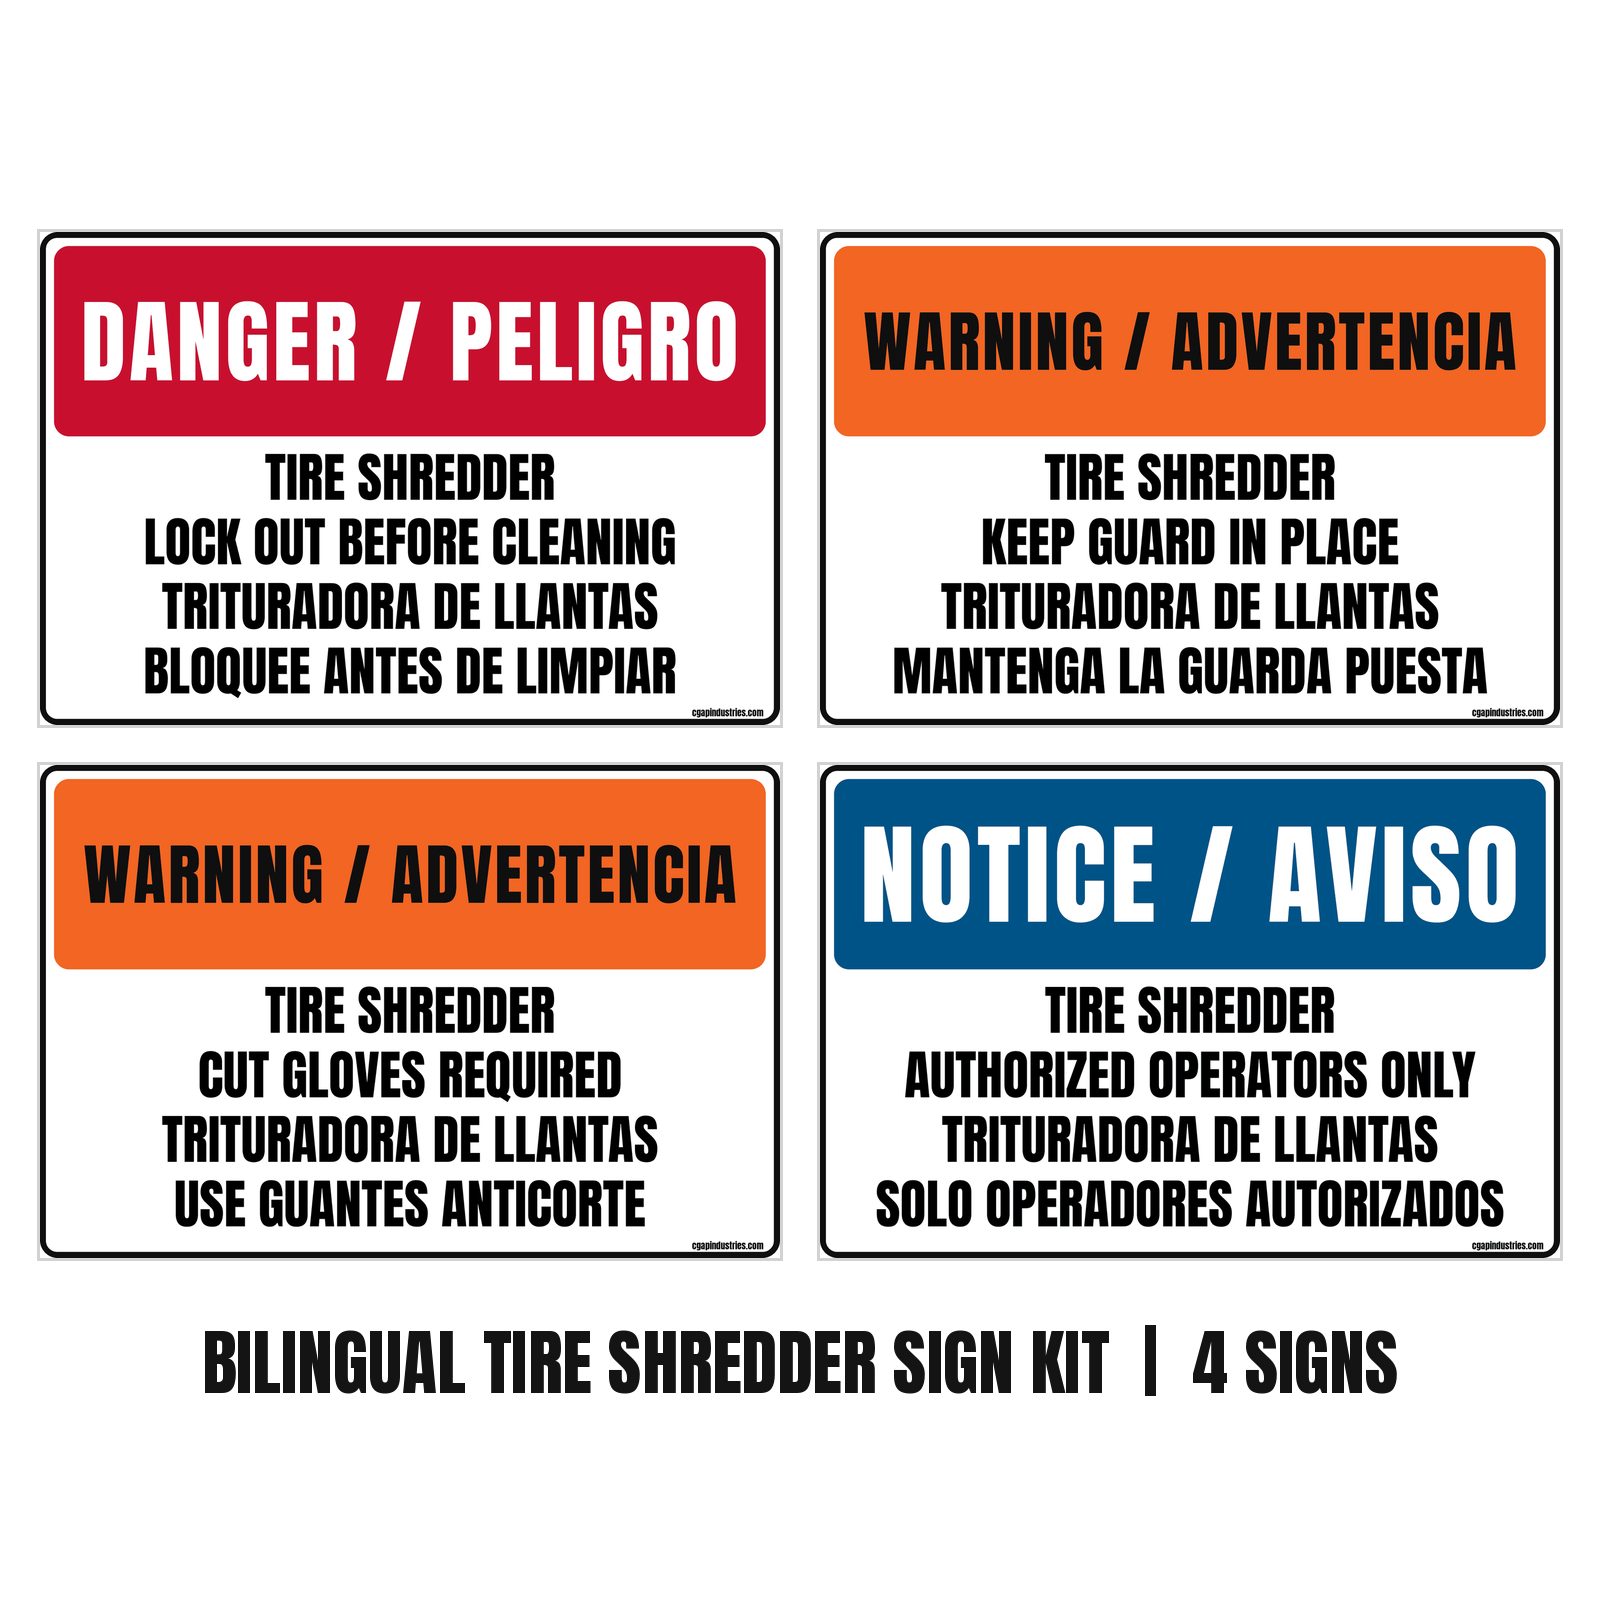 DANGER / PELIGRO
TIRE SHREDDER
LOCK OUT BEFORE CLEANING
TRITURADORA DE LLANTAS
BLOQUEE ANTES DE LIMPIAR
cgapindustries.com
WARNING / ADVERTENCIA
TIRE SHREDDER
KEEP GUARD IN PLACE
TRITURADORA DE LLANTAS
MANTENGA LA GUARDA PUESTA
cgapindustries.com
WARNING / ADVERTENCIA
TIRE SHREDDER
CUT GLOVES REQUIRED
TRITURADORA DE LLANTAS
USE GUANTES ANTICORTE
cgapindustries.com
NOTICE / AVISO
TIRE SHREDDER
AUTHORIZED OPERATORS ONLY
TRITURADORA DE LLANTAS
SOLO OPERADORES AUTORIZADOS
cgapindustries.com
BILINGUAL TIRE SHREDDER SIGN KIT | 4 SIGNS